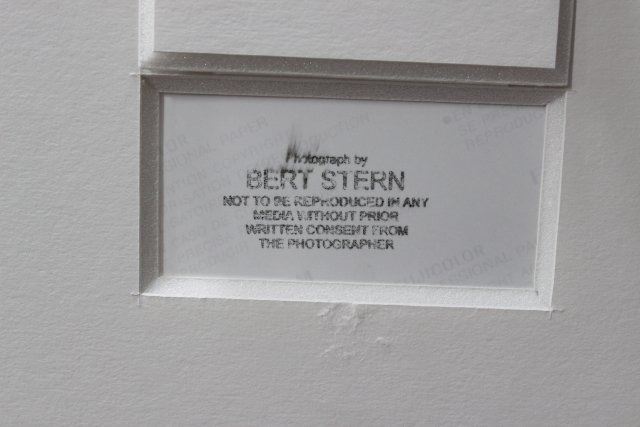 Photograph by
BERT STERN
NOT TO BE REPRODUCED IN ANY
MEDIA WITHOUT PRIOR
WRITTEN CONSENT FROM
THE PHOTOGRAPHER